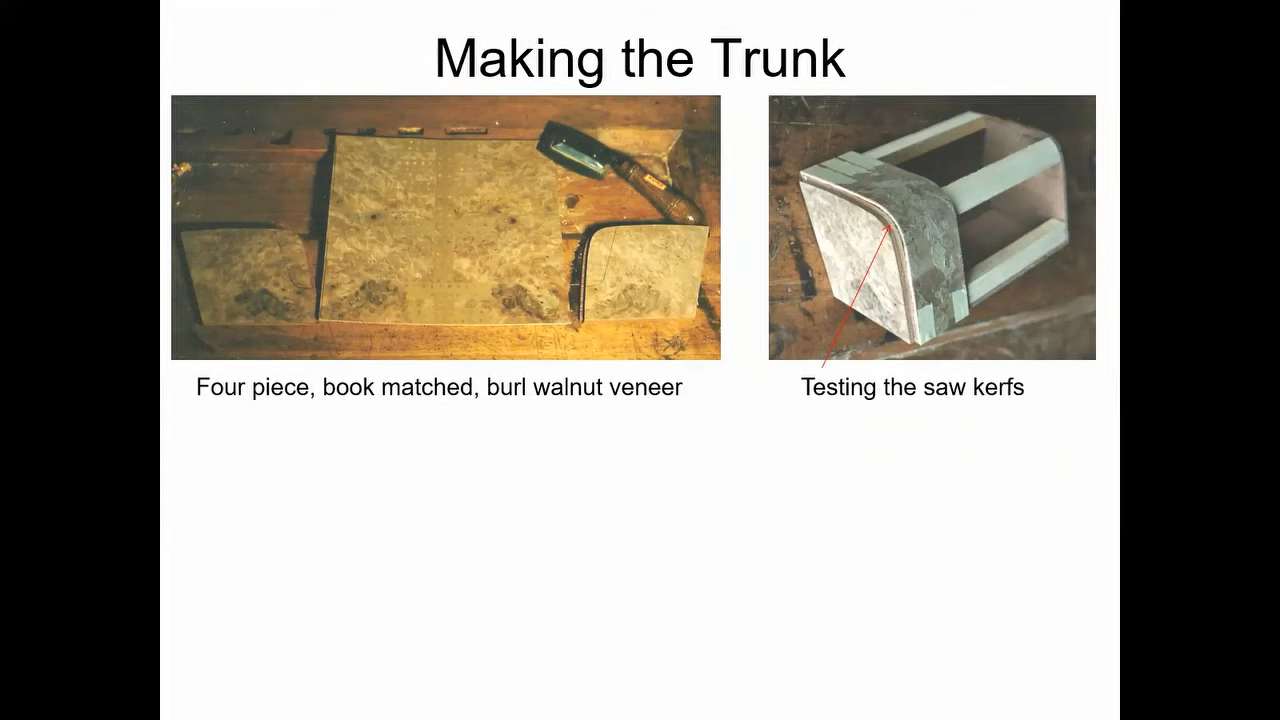 Making the Trunk
Four piece, book matched, burl walnut veneer
Testing the saw kerfs